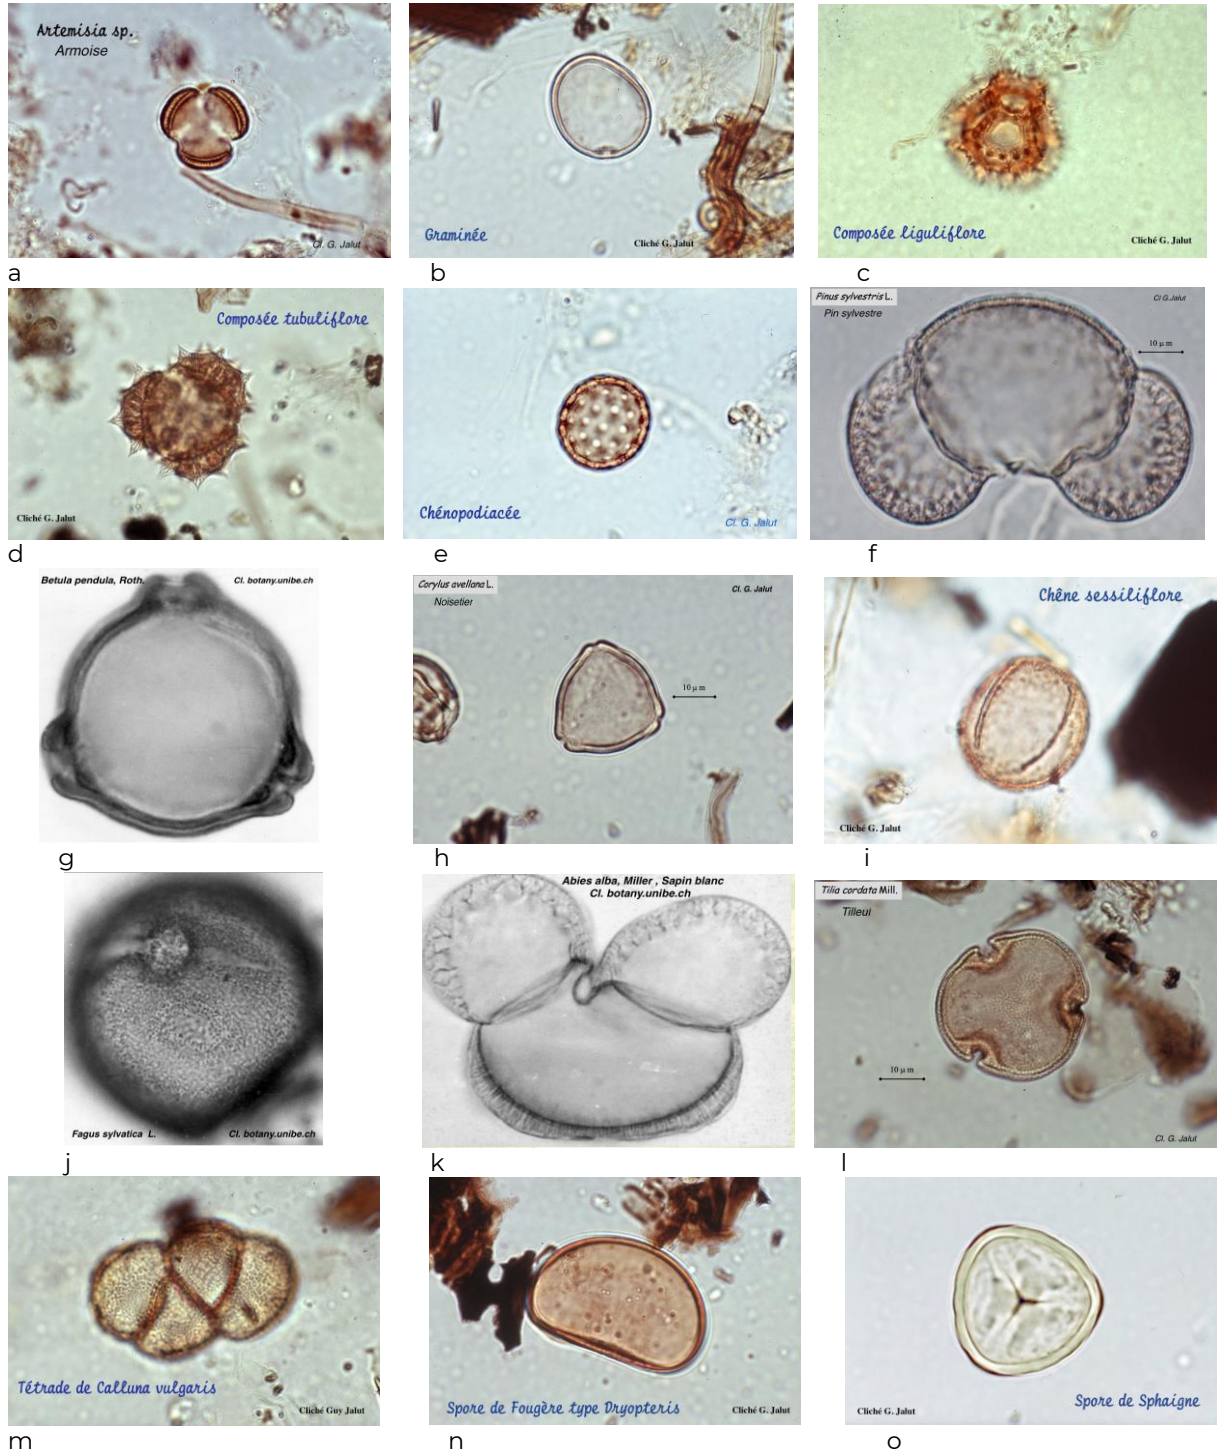 Artemisia sp.
Armoise
Cl. G. Jalut
a
Graminée
Cliché G. Jalut
b
Composée liguliflore
Cliché G. Jalut
c
Composée tubuliflore
Cliché G. Jalut
d
Chénopodiacée
Cl. G. Jalut
e
Pinus sylvestris L.
Pin sylvestre
Cl G.Jalut
10 µ m
f
Betula pendula, Roth.
Cl. botany.unibe.ch
g
Corylus avellana L.
Noisetier
Cl. G. Jalut
10 µ m
h
Chêne sessiliflore
Cliché G. Jalut
i
Fagus sylvatica L.
Cl. botany.unibe.ch
j
Abies alba, Miller , Sapin blanc
Cl. botany.unibe.ch
k
Tilia cordata Mill.
Tilleul
10 µ m
Cl. G. Jalut
l
Tétrade de Calluna vulgaris
Cliché Guy Jalut
m
Spore de Fougère type Dryopteris
Cliché G. Jalut
n
Spore de Sphaigne
Cliché G. Jalut
o